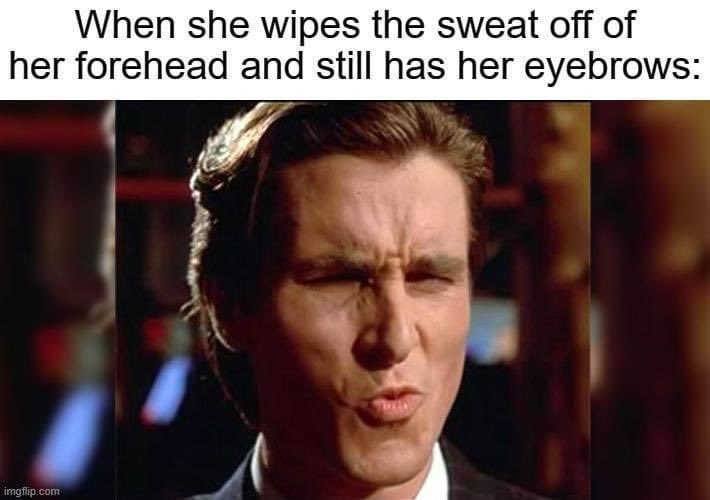 When she wipes the sweat off of
her forehead and still has her eyebrows:
imgflip.com